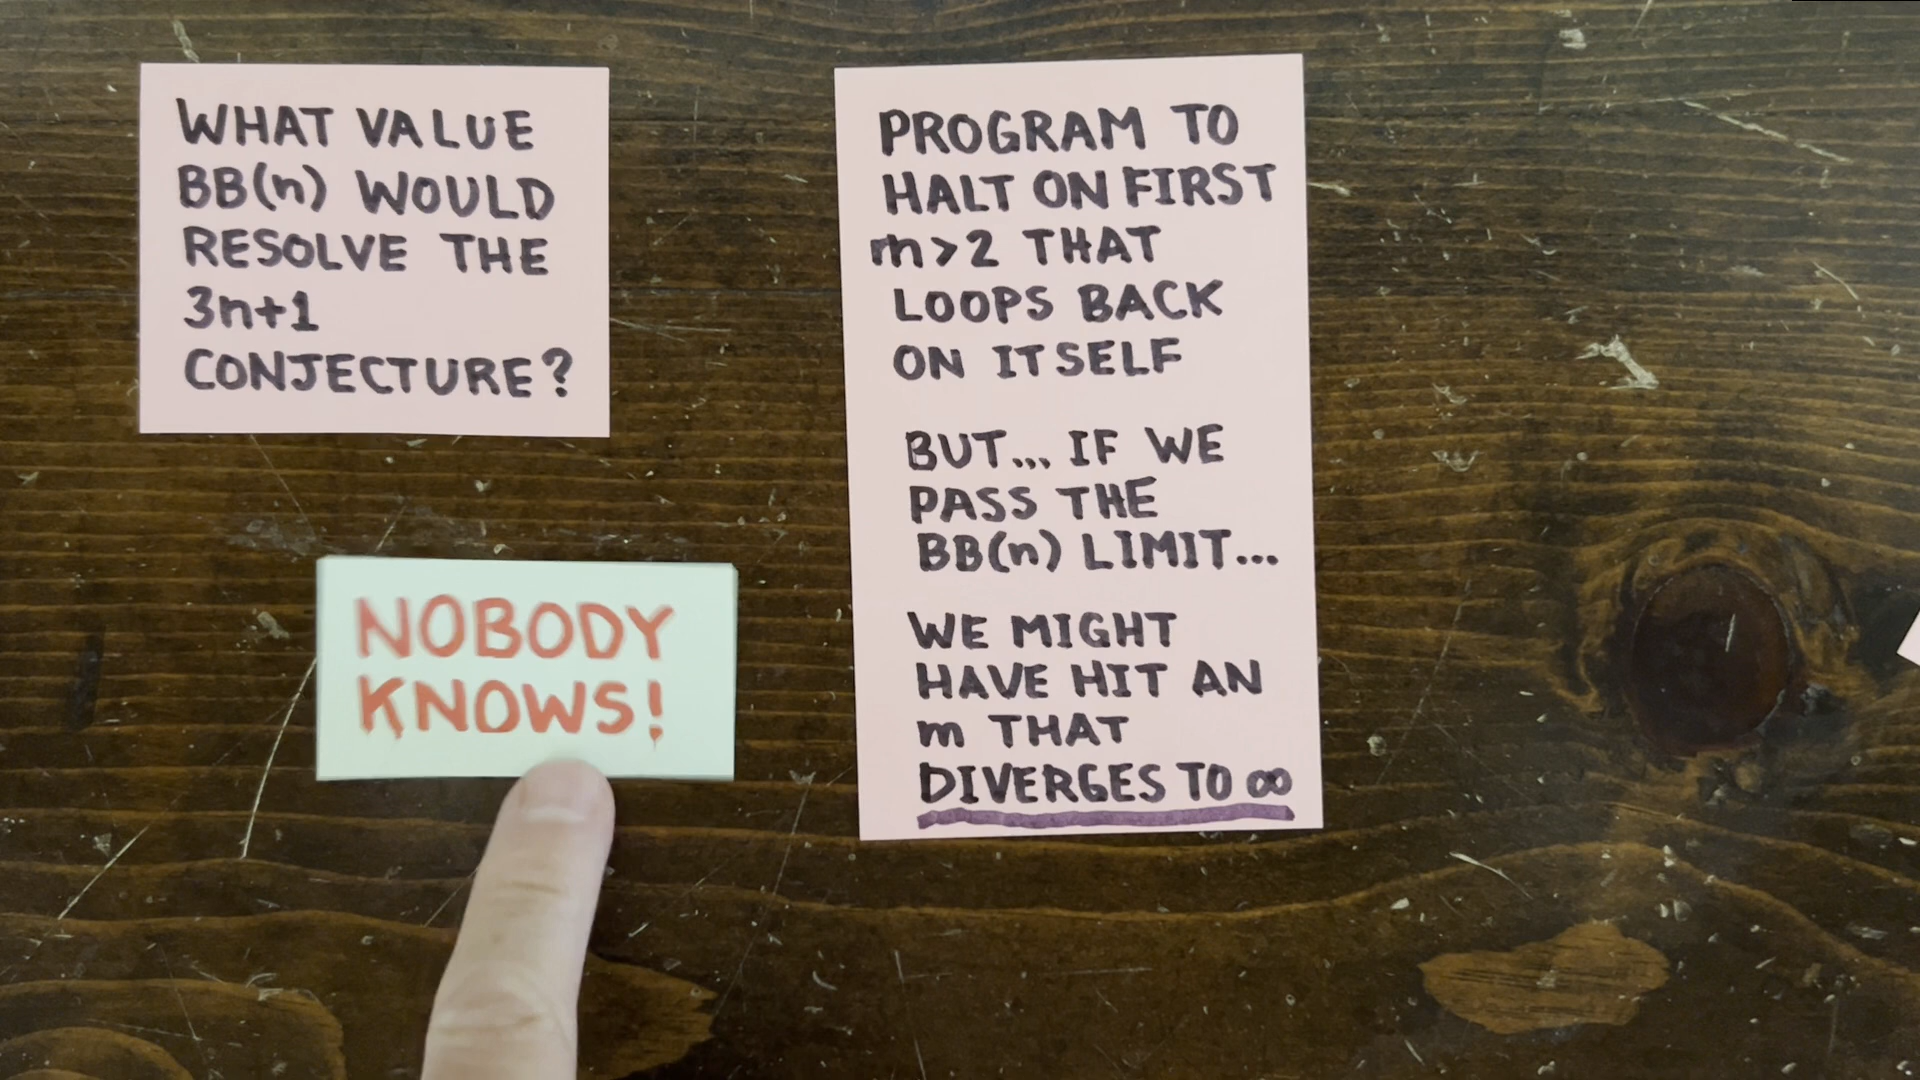 WHAT VALUE
BB(n) WOULD
RESOLVE THE
3n+1
CONJECTURE?
NOBODY
KNOWS!
PROGRAM TO
HALT ON FIRST
m>2 THAT
LOOPS BACK
ON ITSELF
BUT... IF WE
PASS THE
BB(n) LIMIT...
WE MIGHT
HAVE HIT AN
m THAT
DIVERGES TO ∞